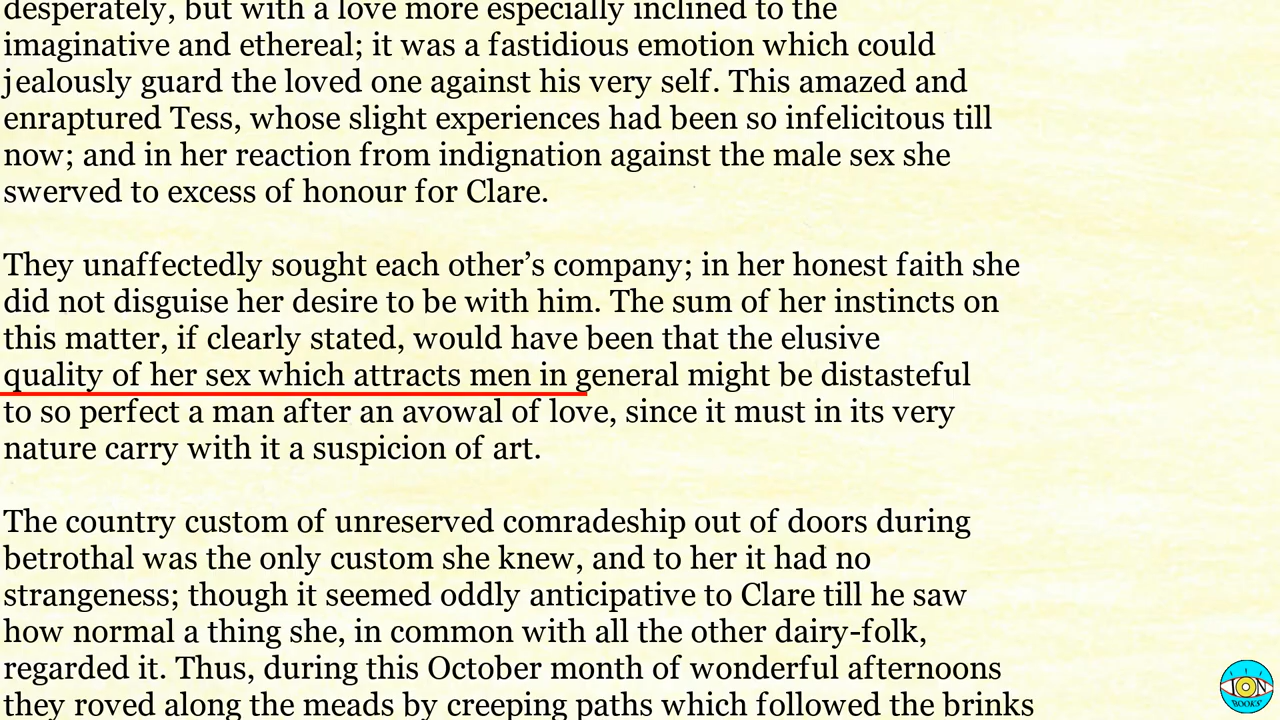 desperately, but with a love more especially inclined to the
imaginative and ethereal; it was a fastidious emotion which could
jealously guard the loved one against his very self. This amazed and
enraptured Tess, whose slight experiences had been so infelicitous till
now; and in her reaction from indignation against the male sex she
swerved to excess of honour for Clare.
They unaffectedly sought each other’s company; in her honest faith she
did not disguise her desire to be with him. The sum of her instincts on
this matter, if clearly stated, would have been that the elusive
quality of her sex which attracts men in general might be distasteful
to so perfect a man after an avowal of love, since it must in its very
nature carry with it a suspicion of art.
The country custom of unreserved comradeship out of doors during
betrothal was the only custom she knew, and to her it had no
strangeness; though it seemed oddly anticipative to Clare till he saw
how normal a thing she, in common with all the other dairy-folk,
regarded it. Thus, during this October month of wonderful afternoons
they roved along the meads by creeping paths which followed the brinks
ION
BOOKS